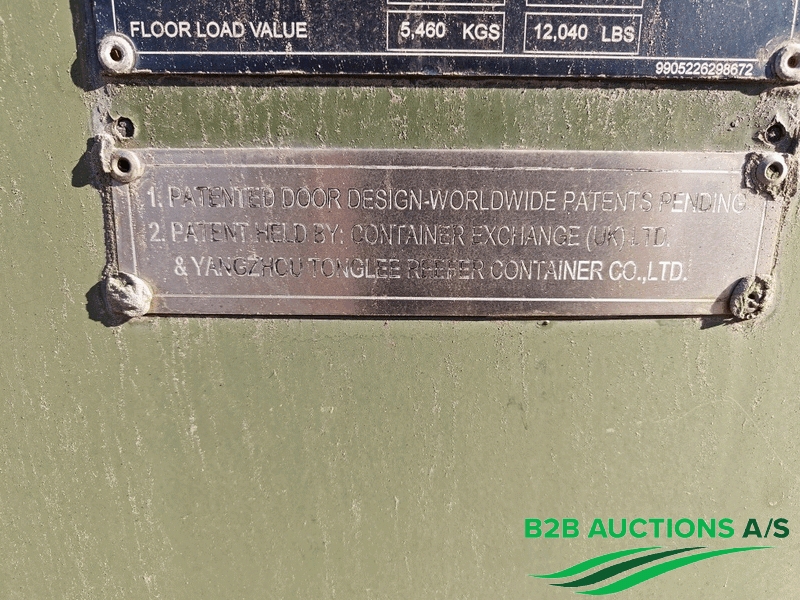 FLOOR LOAD VALUE 5,460 KGS 12,040 LBS
9905226298672
1. PATENTED DOOR DESIGN-WORLDWIDE PATENTS PENDING
2. PATENT HELD BY: CONTAINER EXCHANGE (UK) LTD.
& YANGZHOU TONGLEE REEFER CONTAINER CO.,LTD.
B2B AUCTIONS A/S